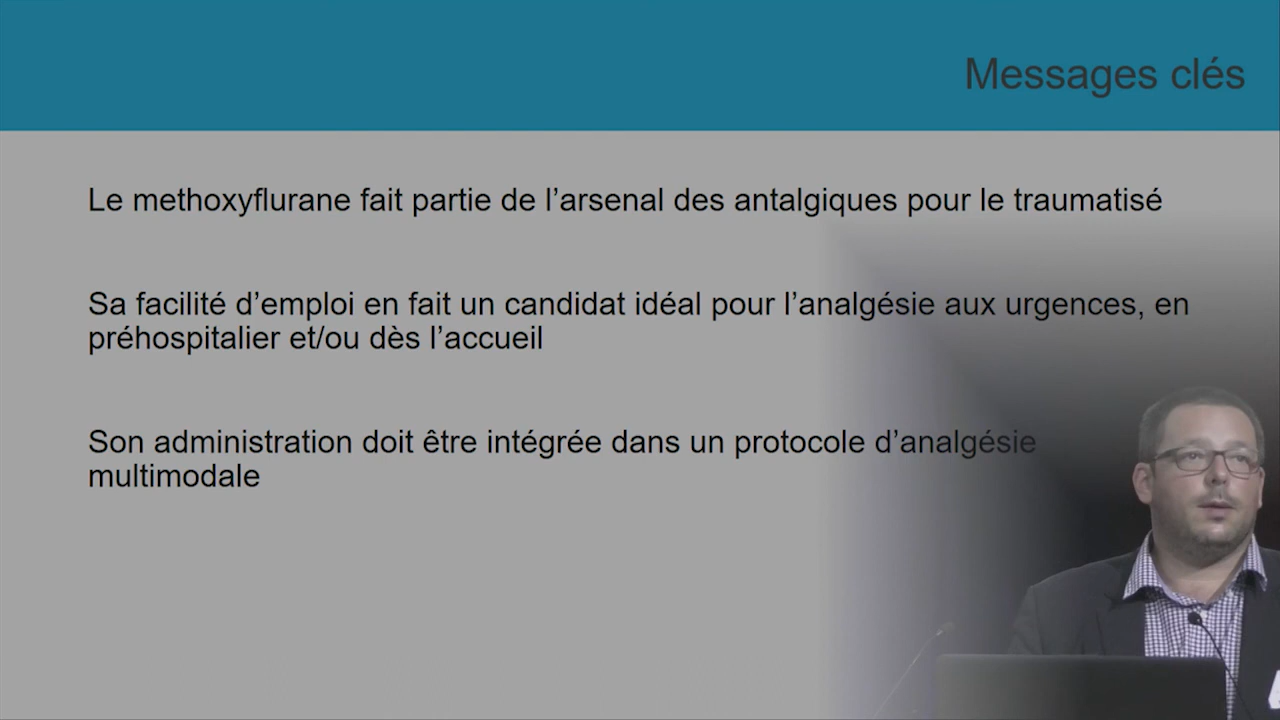 Messages clés
Le methoxyflurane fait partie de l’arsenal des antalgiques pour le traumatisé
Sa facilité d’emploi en fait un candidat idéal pour l’analgésie aux urgences, en
préhospitalier et/ou dès l’accueil
Son administration doit être intégrée dans un protocole d’analgésie
multimodale